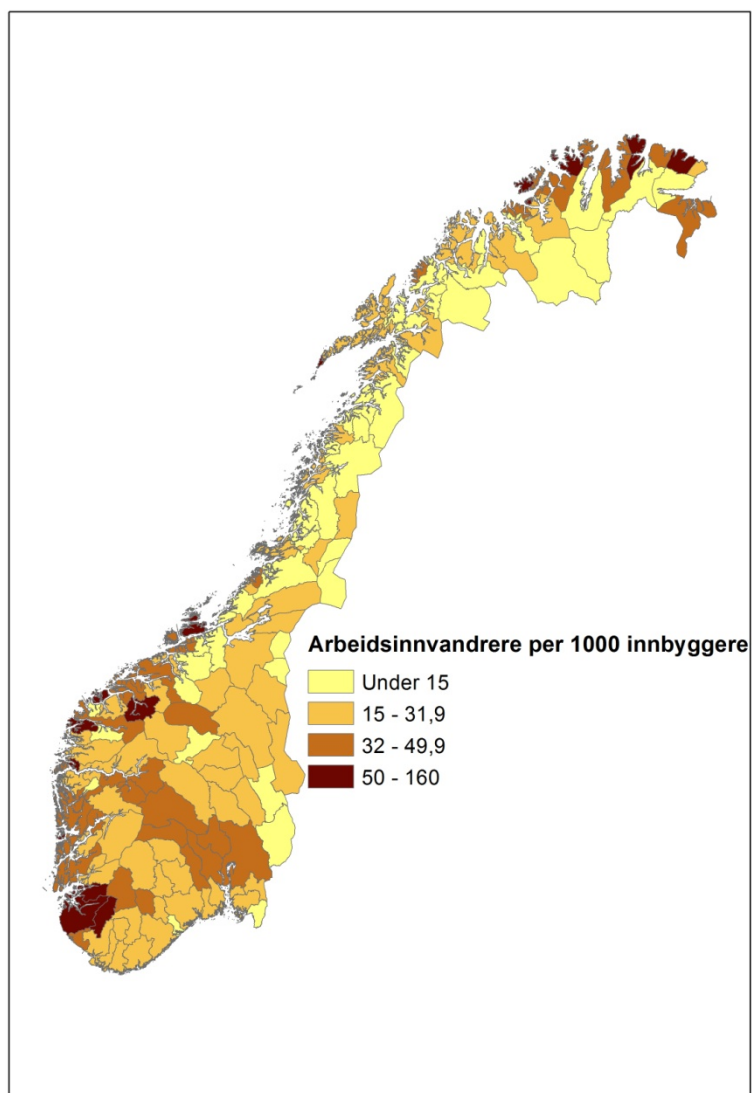 Arbeidsinnvandrere per 1000 innbyggere
Under 15
15 - 31,9
32 - 49,9
50 - 160